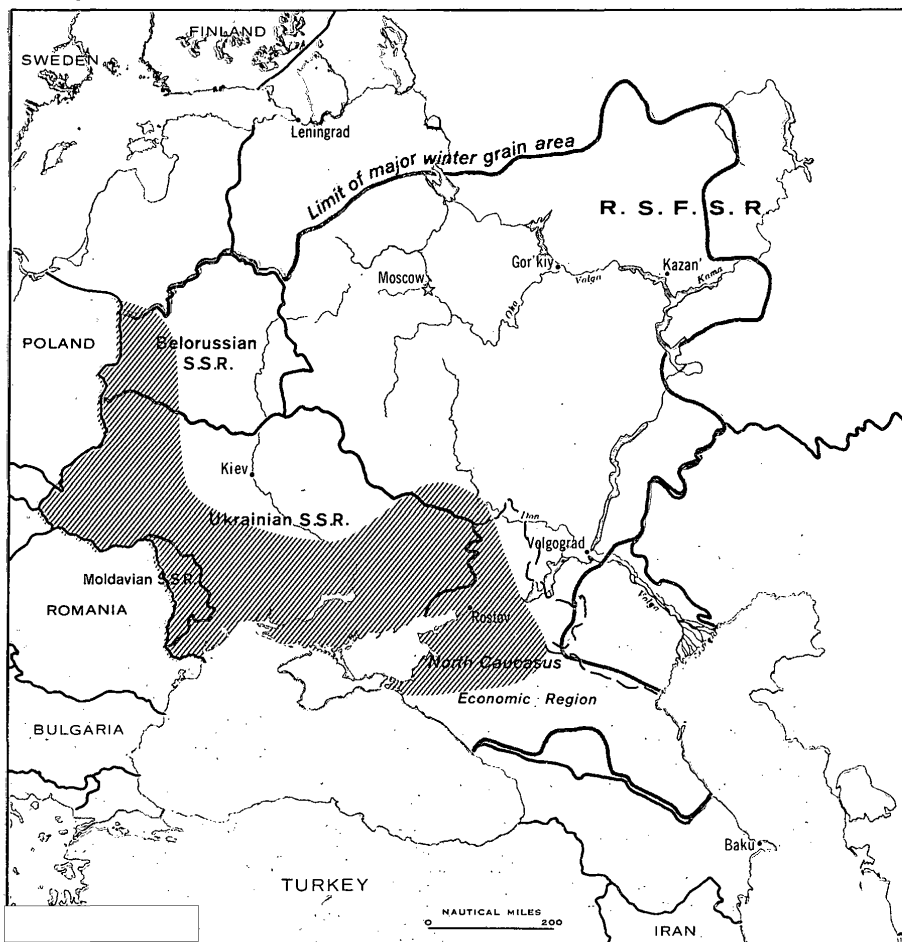 FINLAND
SWEDEN
Leningrad
Limit of major winter grain area
R. S. F. S. R.
Gor'kiy
Kazan'
Volga
Kama
Moscow
Oka
POLAND
Belorussian
S.S.R.
Kiev
Ukrainian S.S.R.
Don
Volgograd
Moldavian S.S.R.
Volga
ROMANIA
Rostov
North Caucasus
Economic Region
BULGARIA
Baku
TURKEY
NAUTICAL MILES
0 200
IRAN